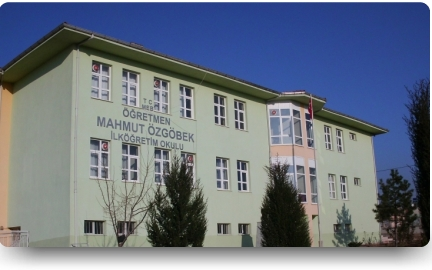 T.C.
MEB
ÖĞRETMEN
MAHMUT ÖZGÖBEK
İLKÖĞRETİM OKULU